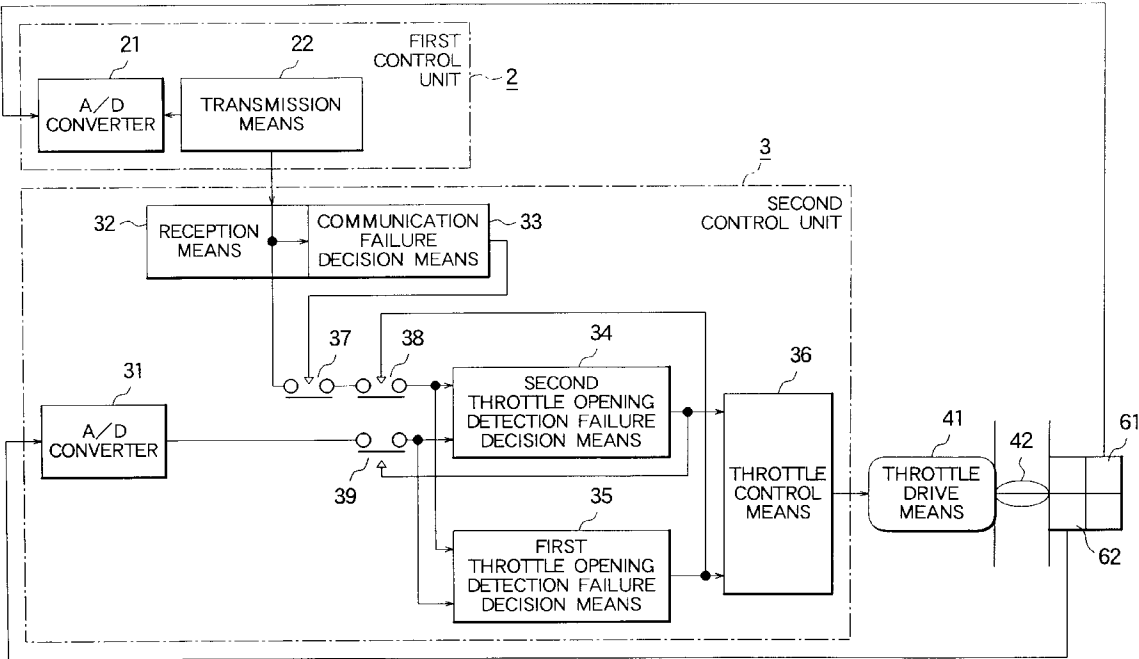 21
22
FIRST
CONTROL
UNIT
2
A/D
CONVERTER
TRANSMISSION
MEANS
3
SECOND
CONTROL UNIT
32
RECEPTION
MEANS
COMMUNICATION
FAILURE
DECISION MEANS
33
37
38
34
36
31
SECOND
THROTTLE OPENING
DETECTION FAILURE
DECISION MEANS
A/D
CONVERTER
39
35
THROTTLE
CONTROL
MEANS
41
42
61
THROTTLE
DRIVE
MEANS
62
FIRST
THROTTLE OPENING
DETECTION FAILURE
DECISION MEANS